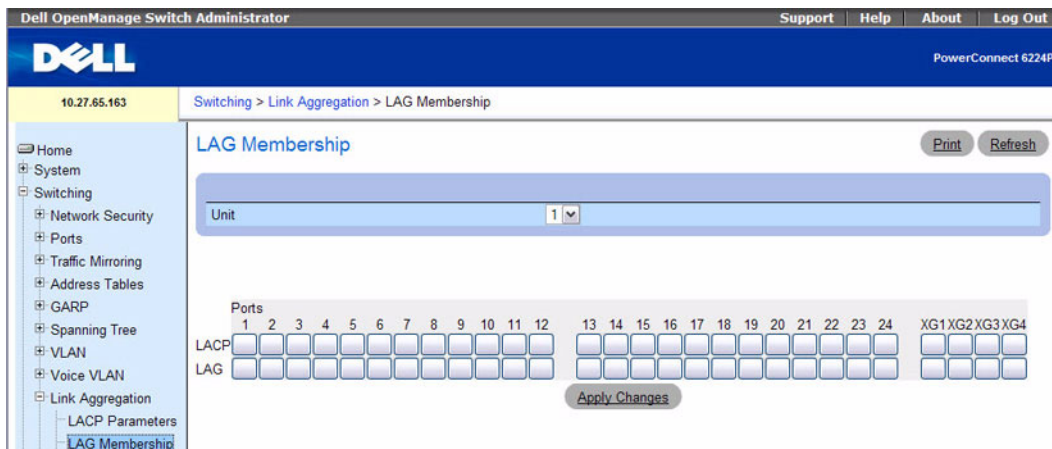 Dell OpenManage Switch Administrator Support Help About Log Out
DELL PowerConnect 6224P
10.27.65.163 Switching > Link Aggregation > LAG Membership
LAG Membership Print Refresh
Home
System
Switching
Unit 1
Network Security
Ports
Traffic Mirroring
Address Tables
GARP
Spanning Tree
VLAN
Voice VLAN
Link Aggregation
LACP Parameters
LAG Membership
Ports
1 2 3 4 5 6 7 8 9 10 11 12 13 14 15 16 17 18 19 20 21 22 23 24 XG1 XG2 XG3 XG4
LACP
LAG
Apply Changes